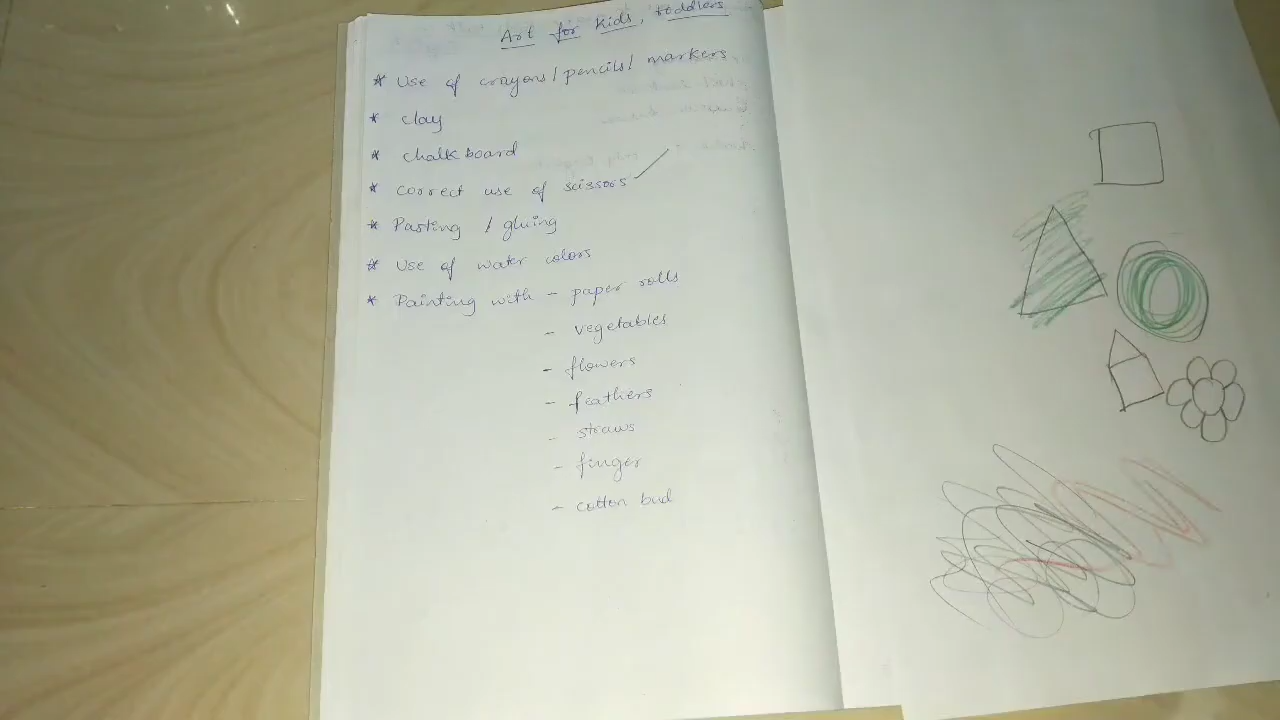 Art for Kids, toddlers
* Use of crayons / pencils / markers
* clay
* chalk board
* correct use of scissors
* Pasting / gluing
* Use of water colors
* Painting with - paper rolls
- vegetables
- flowers
- feathers
- straws
- finger
- cotton bud